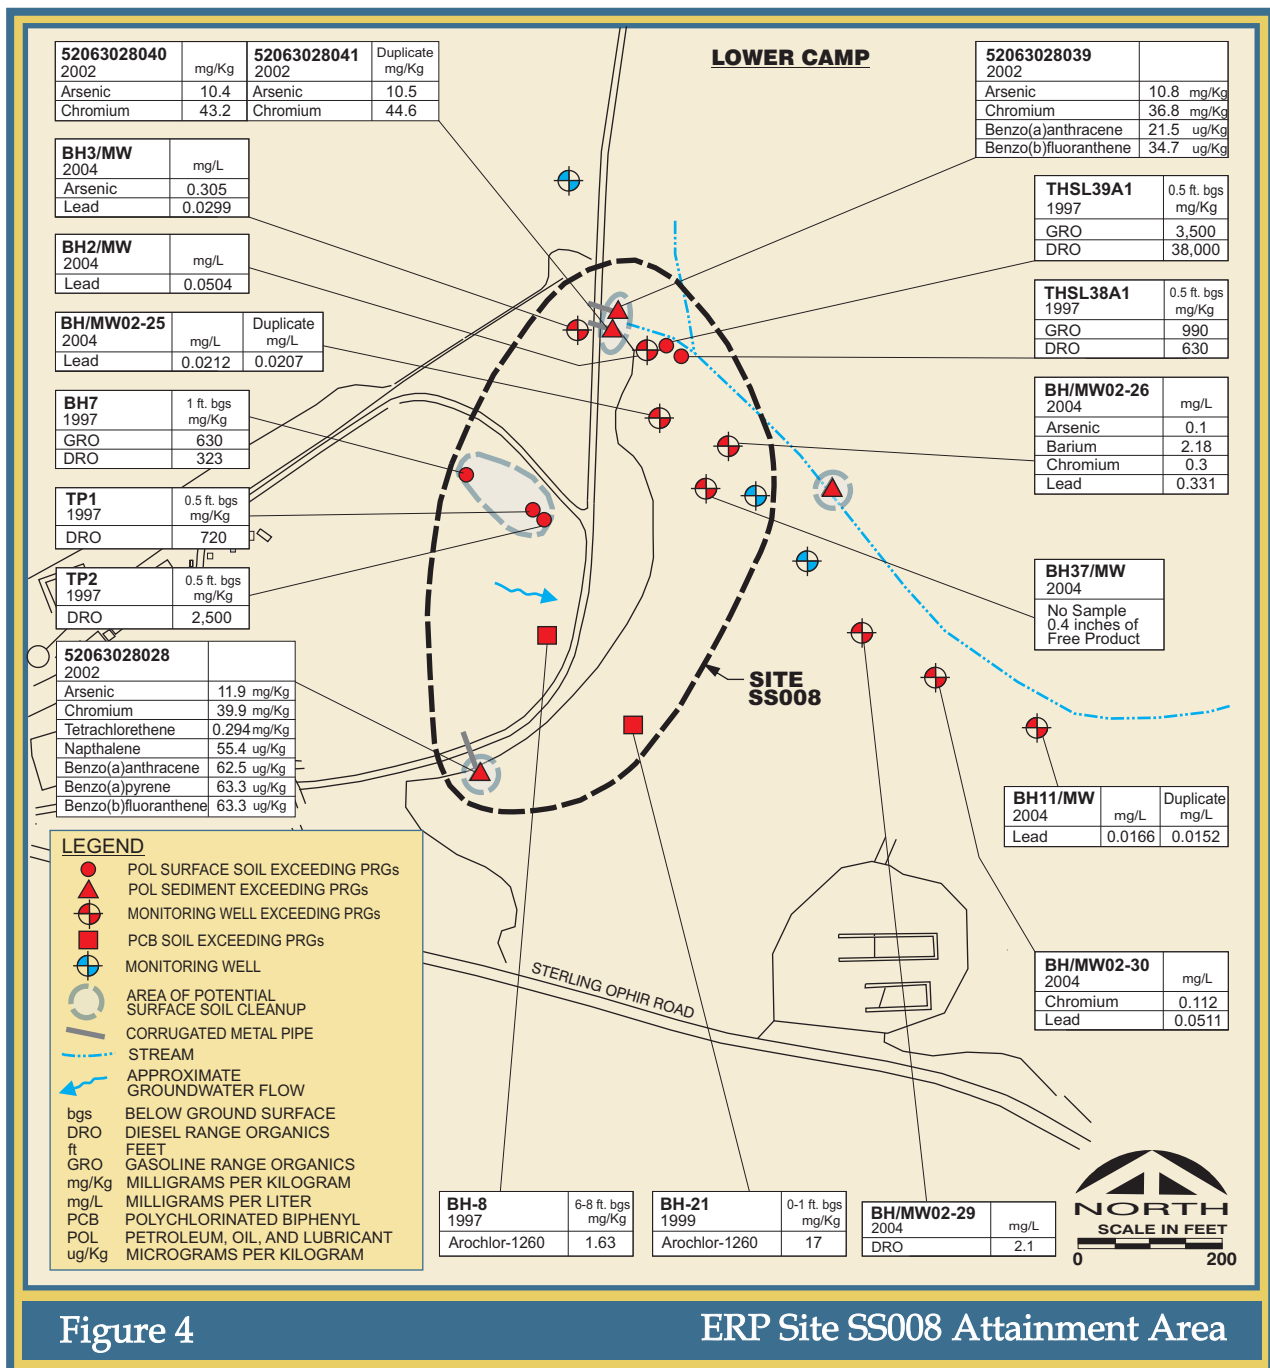 LOWER CAMP
52063028040
2002
mg/Kg
Arsenic 10.4
Chromium 43.2
52063028041
2002
Duplicate
mg/Kg
Arsenic 10.5
Chromium 44.6
52063028039
2002
Arsenic 10.8 mg/Kg
Chromium 36.8 mg/Kg
Benzo(a)anthracene 21.5 ug/Kg
Benzo(b)fluoranthene 34.7 ug/Kg
BH3/MW
2004
mg/L
Arsenic 0.305
Lead 0.0299
THSL39A1
1997
0.5 ft. bgs
mg/Kg
GRO 3,500
DRO 38,000
BH2/MW
2004
mg/L
Lead 0.0504
THSL38A1
1997
0.5 ft. bgs
mg/Kg
GRO 990
DRO 630
BH/MW02-25
2004
mg/L
Duplicate
mg/L
Lead 0.0212 0.0207
BH/MW02-26
2004
mg/L
Arsenic 0.1
Barium 2.18
Chromium 0.3
Lead 0.331
BH7
1997
1 ft. bgs
mg/Kg
GRO 630
DRO 323
TP1
1997
0.5 ft. bgs
mg/Kg
DRO 720
TP2
1997
0.5 ft. bgs
mg/Kg
DRO 2,500
BH37/MW
2004
No Sample
0.4 inches of
Free Product
52063028028
2002
Arsenic 11.9 mg/Kg
Chromium 39.9 mg/Kg
Tetrachlorethene 0.294 mg/Kg
Napthalene 55.4 ug/Kg
Benzo(a)anthracene 62.5 ug/Kg
Benzo(a)pyrene 63.3 ug/Kg
Benzo(b)fluoranthene 63.3 ug/Kg
SITE
SS008
BH11/MW
2004
mg/L
Duplicate
mg/L
Lead 0.0166 0.0152
LEGEND
POL SURFACE SOIL EXCEEDING PRGs
POL SEDIMENT EXCEEDING PRGs
MONITORING WELL EXCEEDING PRGs
PCB SOIL EXCEEDING PRGs
MONITORING WELL
AREA OF POTENTIAL
SURFACE SOIL CLEANUP
CORRUGATED METAL PIPE
STREAM
APPROXIMATE
GROUNDWATER FLOW
bgs BELOW GROUND SURFACE
DRO DIESEL RANGE ORGANICS
ft FEET
GRO GASOLINE RANGE ORGANICS
mg/Kg MILLIGRAMS PER KILOGRAM
mg/L MILLIGRAMS PER LITER
PCB POLYCHLORINATED BIPHENYL
POL PETROLEUM, OIL, AND LUBRICANT
ug/Kg MICROGRAMS PER KILOGRAM
STERLING OPHIR ROAD
BH/MW02-30
2004
mg/L
Chromium 0.112
Lead 0.0511
BH-8
1997
6-8 ft. bgs
mg/Kg
Arochlor-1260 1.63
BH-21
1999
0-1 ft. bgs
mg/Kg
Arochlor-1260 17
BH/MW02-29
2004
mg/L
DRO 2.1
NORTH
SCALE IN FEET
0 200
Figure 4
ERP Site SS008 Attainment Area